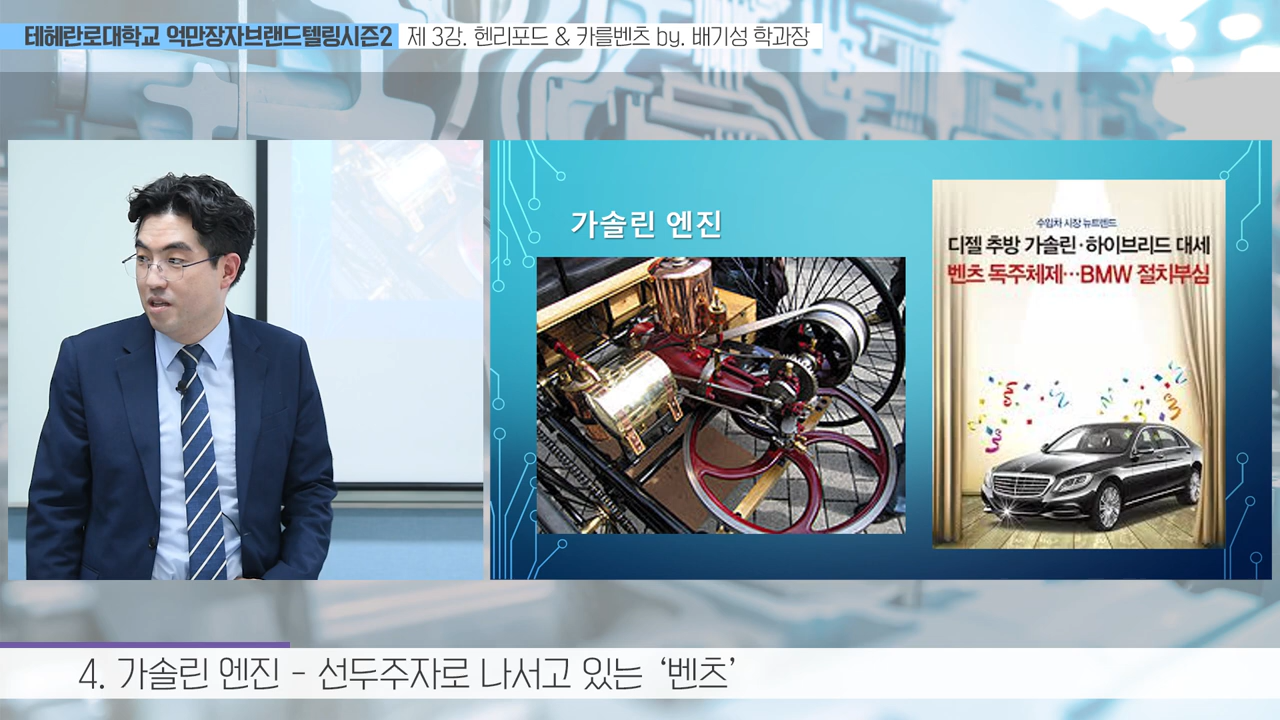 테헤란로대학교 억만장자브랜드텔링시즌2 제 3강. 헨리포드 & 카를벤츠 by. 배기성 학과장
가솔린 엔진
수입차 시장 뉴트렌드
디젤 추방 가솔린·하이브리드 대세
벤츠 독주체제…BMW 절치부심
4. 가솔린 엔진 - 선두주자로 나서고 있는 ‘벤츠’